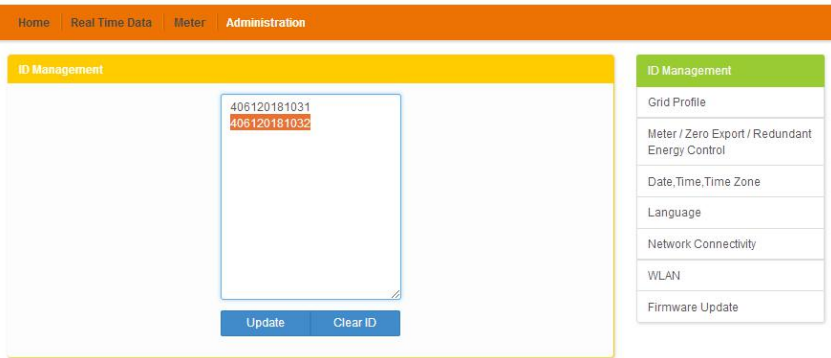 Home Real Time Data Meter Administration
ID Management
406120181031
406120181032
Update Clear ID
ID Management
Grid Profile
Meter / Zero Export / Redundant
Energy Control
Date,Time,Time Zone
Language
Network Connectivity
WLAN
Firmware Update